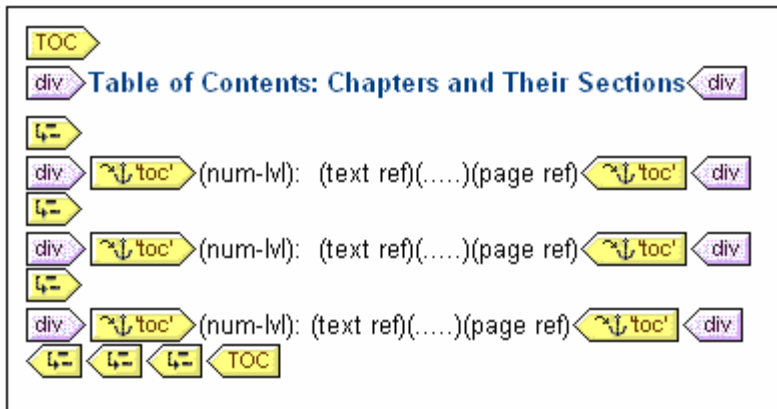 TOC
div Table of Contents: Chapters and Their Sections div
div 'toc' (num-lvl): (text ref)(.....)(page ref) 'toc' div
div 'toc' (num-lvl): (text ref)(.....)(page ref) 'toc' div
div 'toc' (num-lvl): (text ref)(.....)(page ref) 'toc' div
TOC